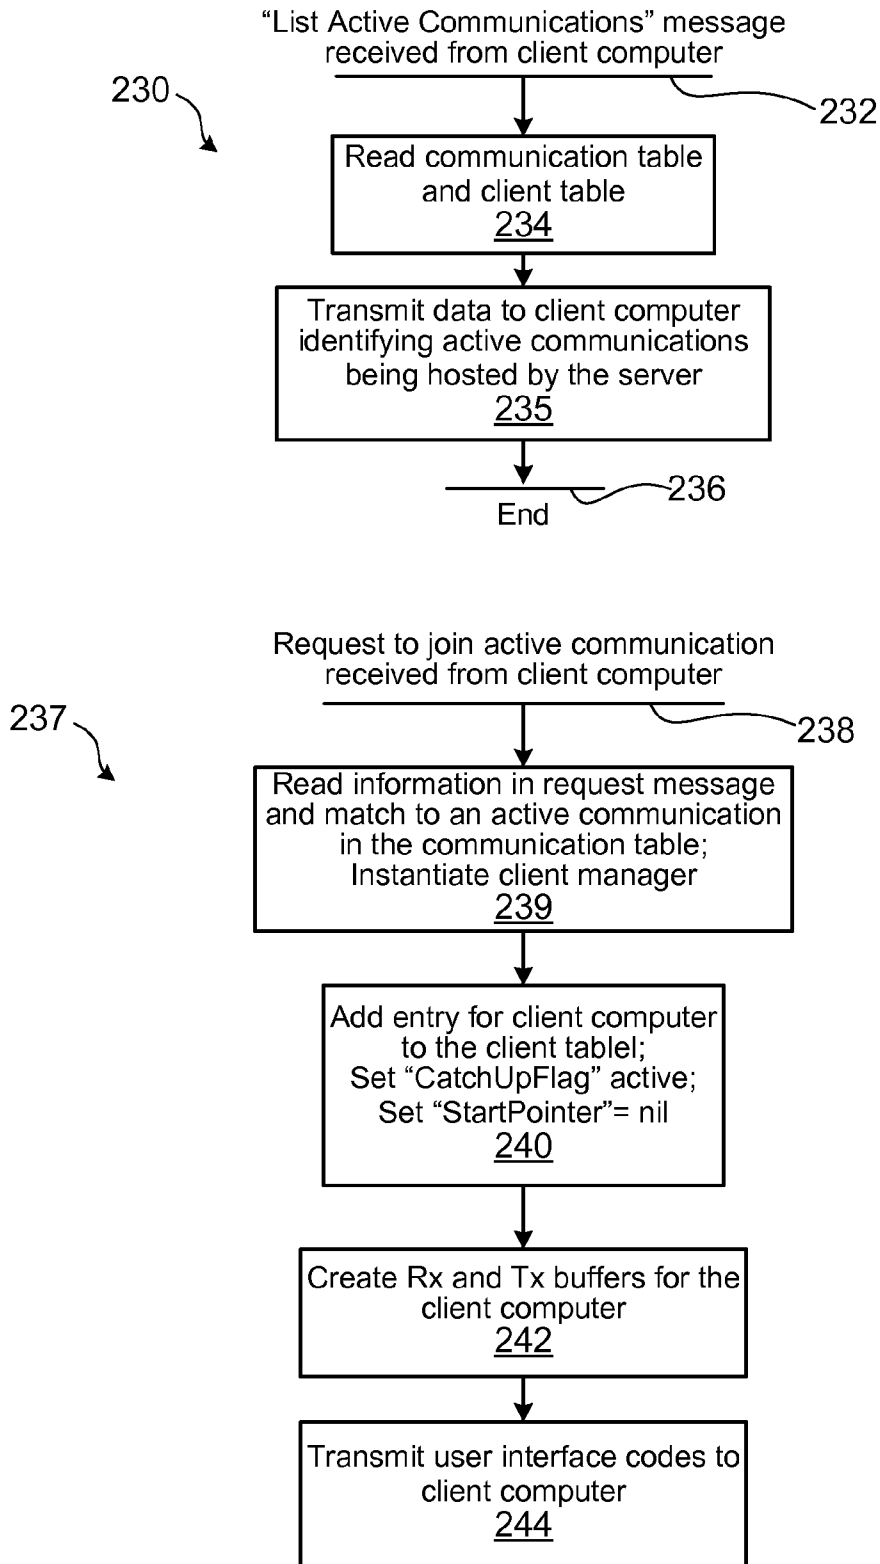 “List Active Communications” message
received from client computer
230
232
Read communication table
and client table
234
Transmit data to client computer
identifying active communications
being hosted by the server
235
236
End
Request to join active communication
received from client computer
237
238
Read information in request message
and match to an active communication
in the communication table;
Instantiate client manager
239
Add entry for client computer
to the client tablel;
Set “CatchUpFlag” active;
Set “StartPointer”= nil
240
Create Rx and Tx buffers for the
client computer
242
Transmit user interface codes to
client computer
244